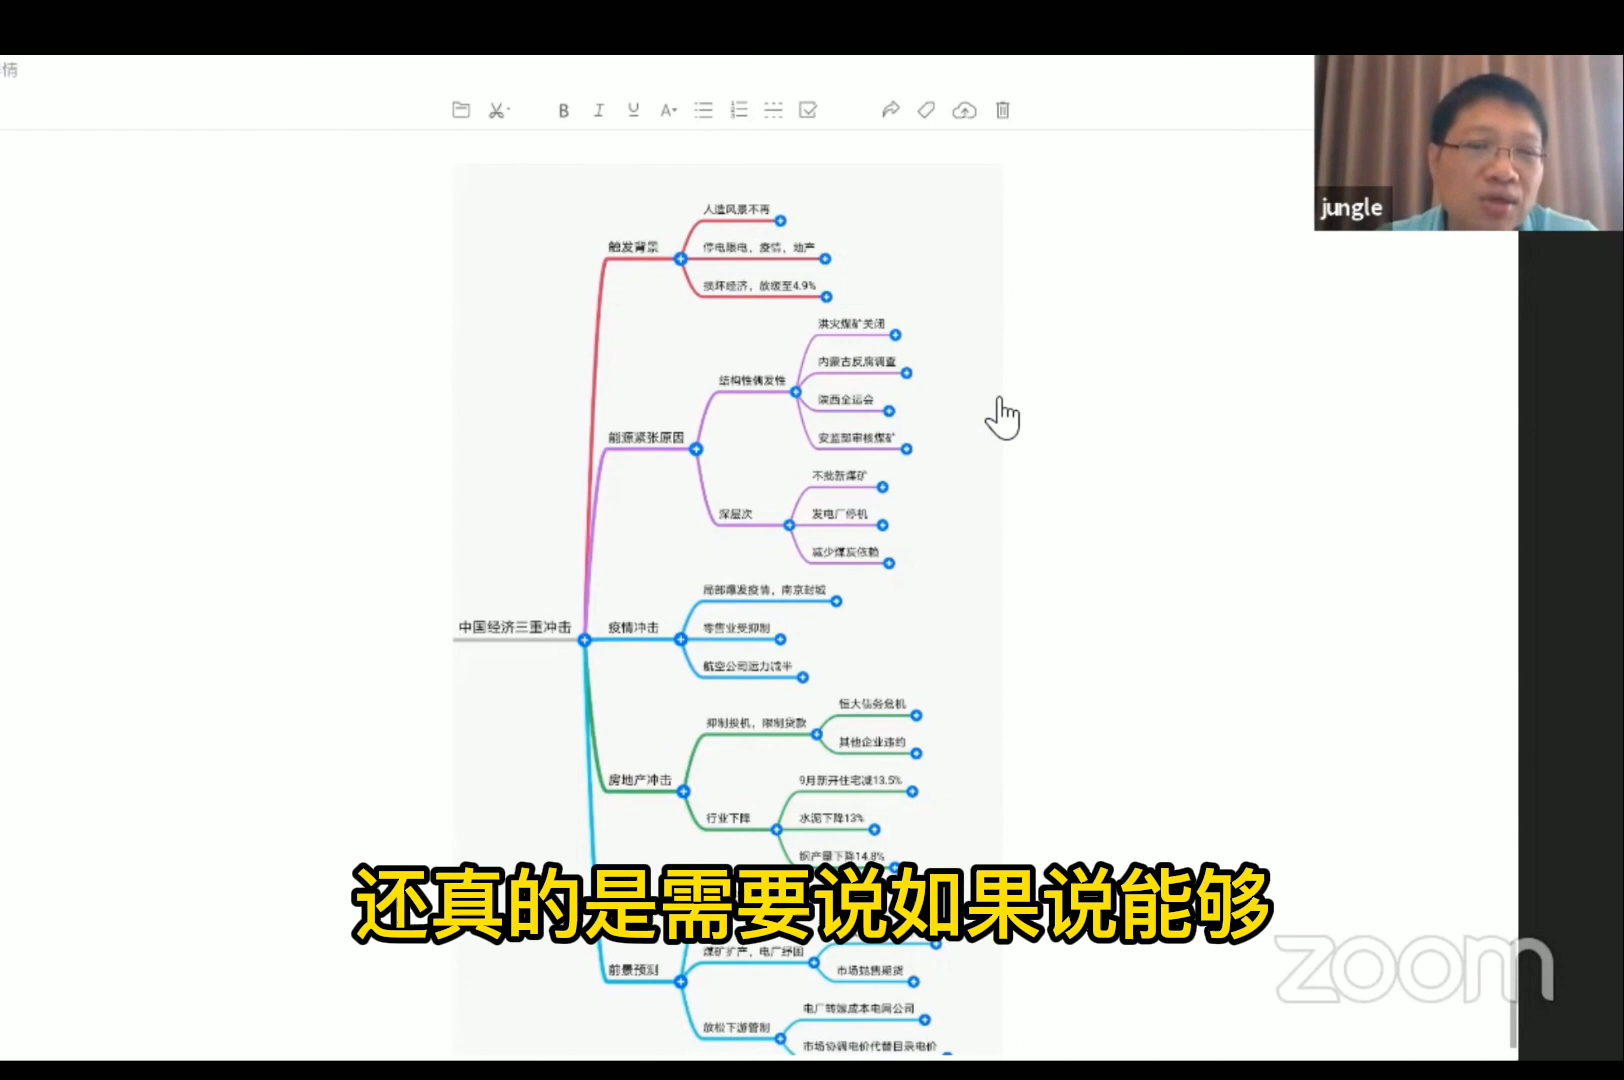 情
B I U A
jungle
人造风景不再
触发背景
停电限电，疫情，地产
损坏经济，放缓至4.9%
洪灾煤矿关闭
内蒙古反腐调查
结构性偶发性
陕西全运会
能源紧张原因
安监部审核煤矿
不批新煤矿
深层次
发电厂停机
减少煤炭依赖
局部爆发疫情，南京封城
中国经济三重冲击
疫情冲击
零售业受抑制
航空公司运力减半
恒大债务危机
抑制投机，限制贷款
其他企业违约
房地产冲击
9月新开住宅减13.5%
行业下降
水泥下降13%
钢产量下降14.8%
还真的是需要说如果说能够
煤矿扩产，电厂纾困
前景预测
市场抛售期货
电厂转嫁成本电网公司
放松下游管制
市场协调电价代替目录电价
zoom